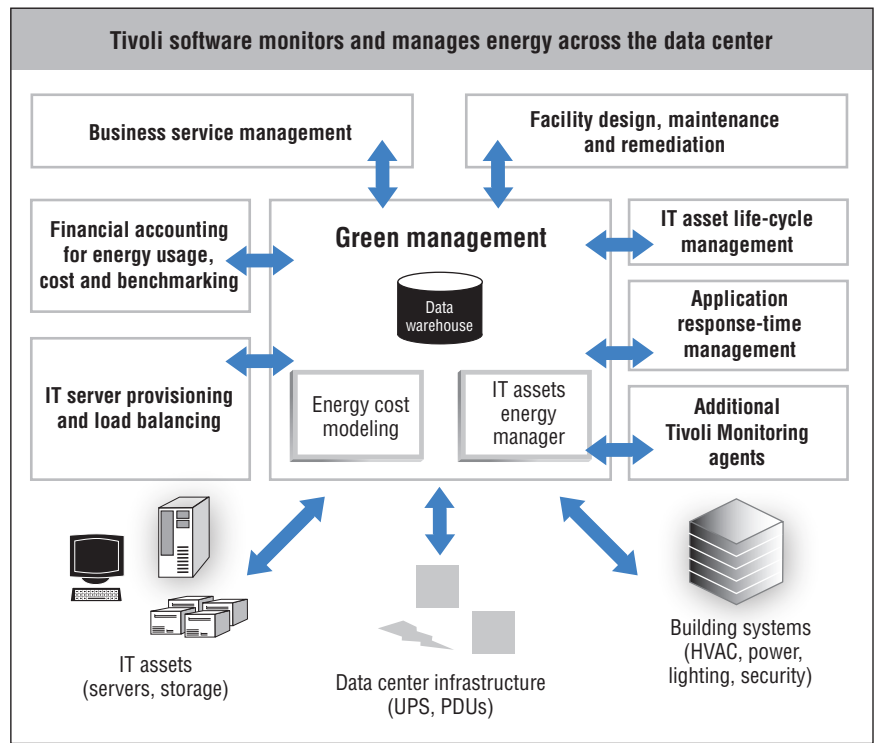 Tivoli software monitors and manages energy across the data center
Business service management
Facility design, maintenance
and remediation
Financial accounting
for energy usage,
cost and benchmarking
Green management
IT asset life-cycle
management
Data
warehouse
Application
response-time
management
IT server provisioning
and load balancing
Energy cost
modeling
IT assets
energy
manager
Additional
Tivoli Monitoring
agents
IT assets
(servers, storage)
Data center infrastructure
(UPS, PDUs)
Building systems
(HVAC, power,
lighting, security)